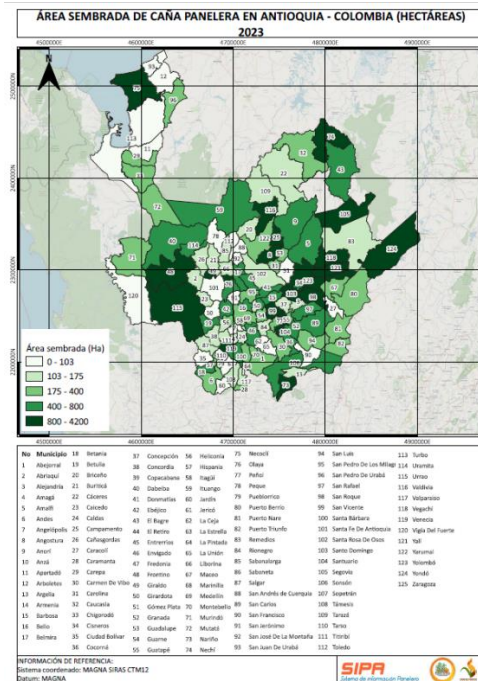 ÁREA SEMBRADA DE CAÑA PANELERA EN ANTIOQUIA - COLOMBIA (HECTÁREAS)
2023
4500000N 4600000N 4700000N 4800000N 4900000N
Área sembrada (Ha)
0 - 103
103 - 175
175 - 400
400 - 800
800 - 4200
No Municipio
1 Abejorral
2 Abriaquí
3 Alejandría
4 Amagá
5 Amalfi
6 Andes
7 Angelópolis
8 Angostura
9 Anorí
10 Anzá
11 Apartadó
12 Arboletes
13 Argelia
14 Armenia
15 Barbosa
16 Bello
17 Belmira
18 Betania
19 Betulia
20 Briceño
21 Buriticá
22 Cáceres
23 Caicedo
24 Caldas
25 Campamento
26 Cañasgordas
27 Caracolí
28 Caramanta
29 Carepa
30 Carmen De Vibo
31 Carolina
32 Caucasia
33 Chigorodó
34 Cisneros
35 Ciudad Bolívar
36 Cocorná
37 Concepción
38 Concordia
39 Copacabana
40 Dabeiba
41 Donmatías
42 Ebéjico
43 El Bagre
44 El Retiro
45 Entrerríos
46 Envigado
47 Fredonia
48 Frontino
49 Giraldo
50 Girardota
51 Gómez Plata
52 Granada
53 Guadalupe
54 Guarne
55 Guatapé
56 Heliconia
57 Hispania
58 Itagüí
59 Ituango
60 Jardín
61 Jericó
62 La Ceja
63 La Estrella
64 La Pintada
65 La Unión
66 Liborina
67 Maceo
68 Marinilla
69 Medellín
70 Montebello
71 Murindó
72 Mutatá
73 Nariño
74 Nechí
75 Necoclí
76 Olaya
77 Peñol
78 Peque
79 Pueblorrico
80 Puerto Berrío
81 Puerto Nare
82 Puerto Triunfo
83 Remedios
84 Rionegro
85 Sabanalarga
86 Sabaneta
87 Salgar
88 San Andrés de Cuerquia
89 San Carlos
90 San Francisco
91 San Jerónimo
92 San José De La Montaña
93 San Juan De Urabá
94 San Luis
95 San Pedro De Los Milag
96 San Pedro De Urabá
97 San Rafael
98 San Roque
99 San Vicente
100 Santa Bárbara
101 Santa Fe De Antioquia
102 Santa Rosa De Osos
103 Santo Domingo
104 Santuario
105 Segovia
106 Sonsón
107 Sopetrán
108 Támesis
109 Tarazá
110 Tarso
111 Titiribí
112 Toledo
113 Turbo
114 Uramita
115 Urrao
116 Valdivia
117 Valparaiso
118 Vegachí
119 Venecia
120 Vigía Del Fuerte
121 Yalí
122 Yarumal
123 Yolombó
124 Yondó
125 Zaragoza
INFORMACIÓN DE REFERENCIA:
Sistema coordenado: MAGNA SIRAS CTM12
Datum: MAGNA
SIPA
Sistema de información Panelero